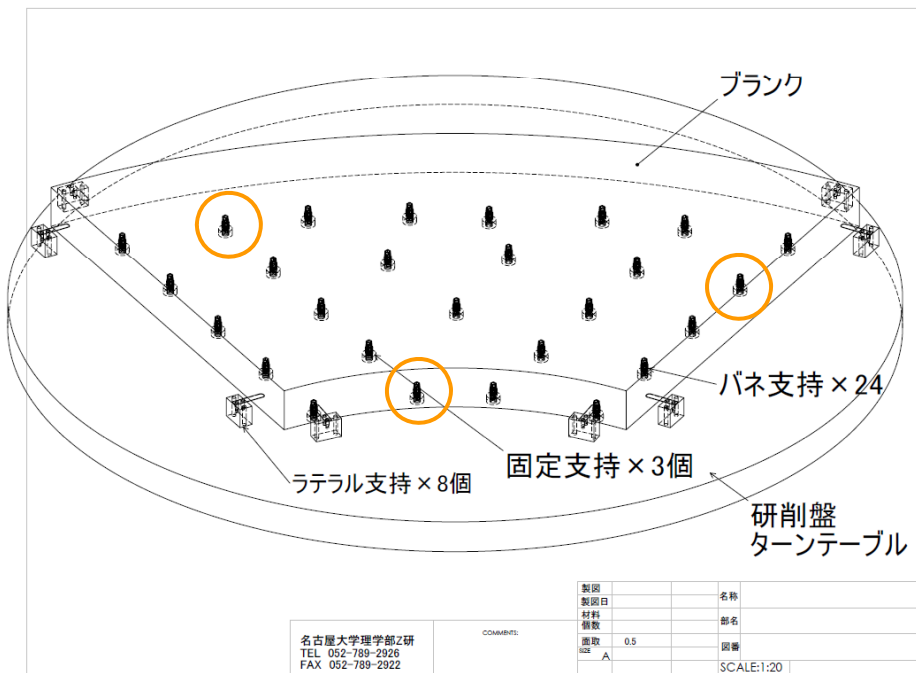 ブランク
バネ支持×24
固定支持×3個
ラテラル支持×8個
研削盤
ターンテーブル
名古屋大学理学部Z研
TEL 052-789-2926
FAX 052-789-2922
COMMENTS:
製図
製図日
材料
個数
面取 0.5
SIZE
A
名称
部名
図番
SCALE:1:20